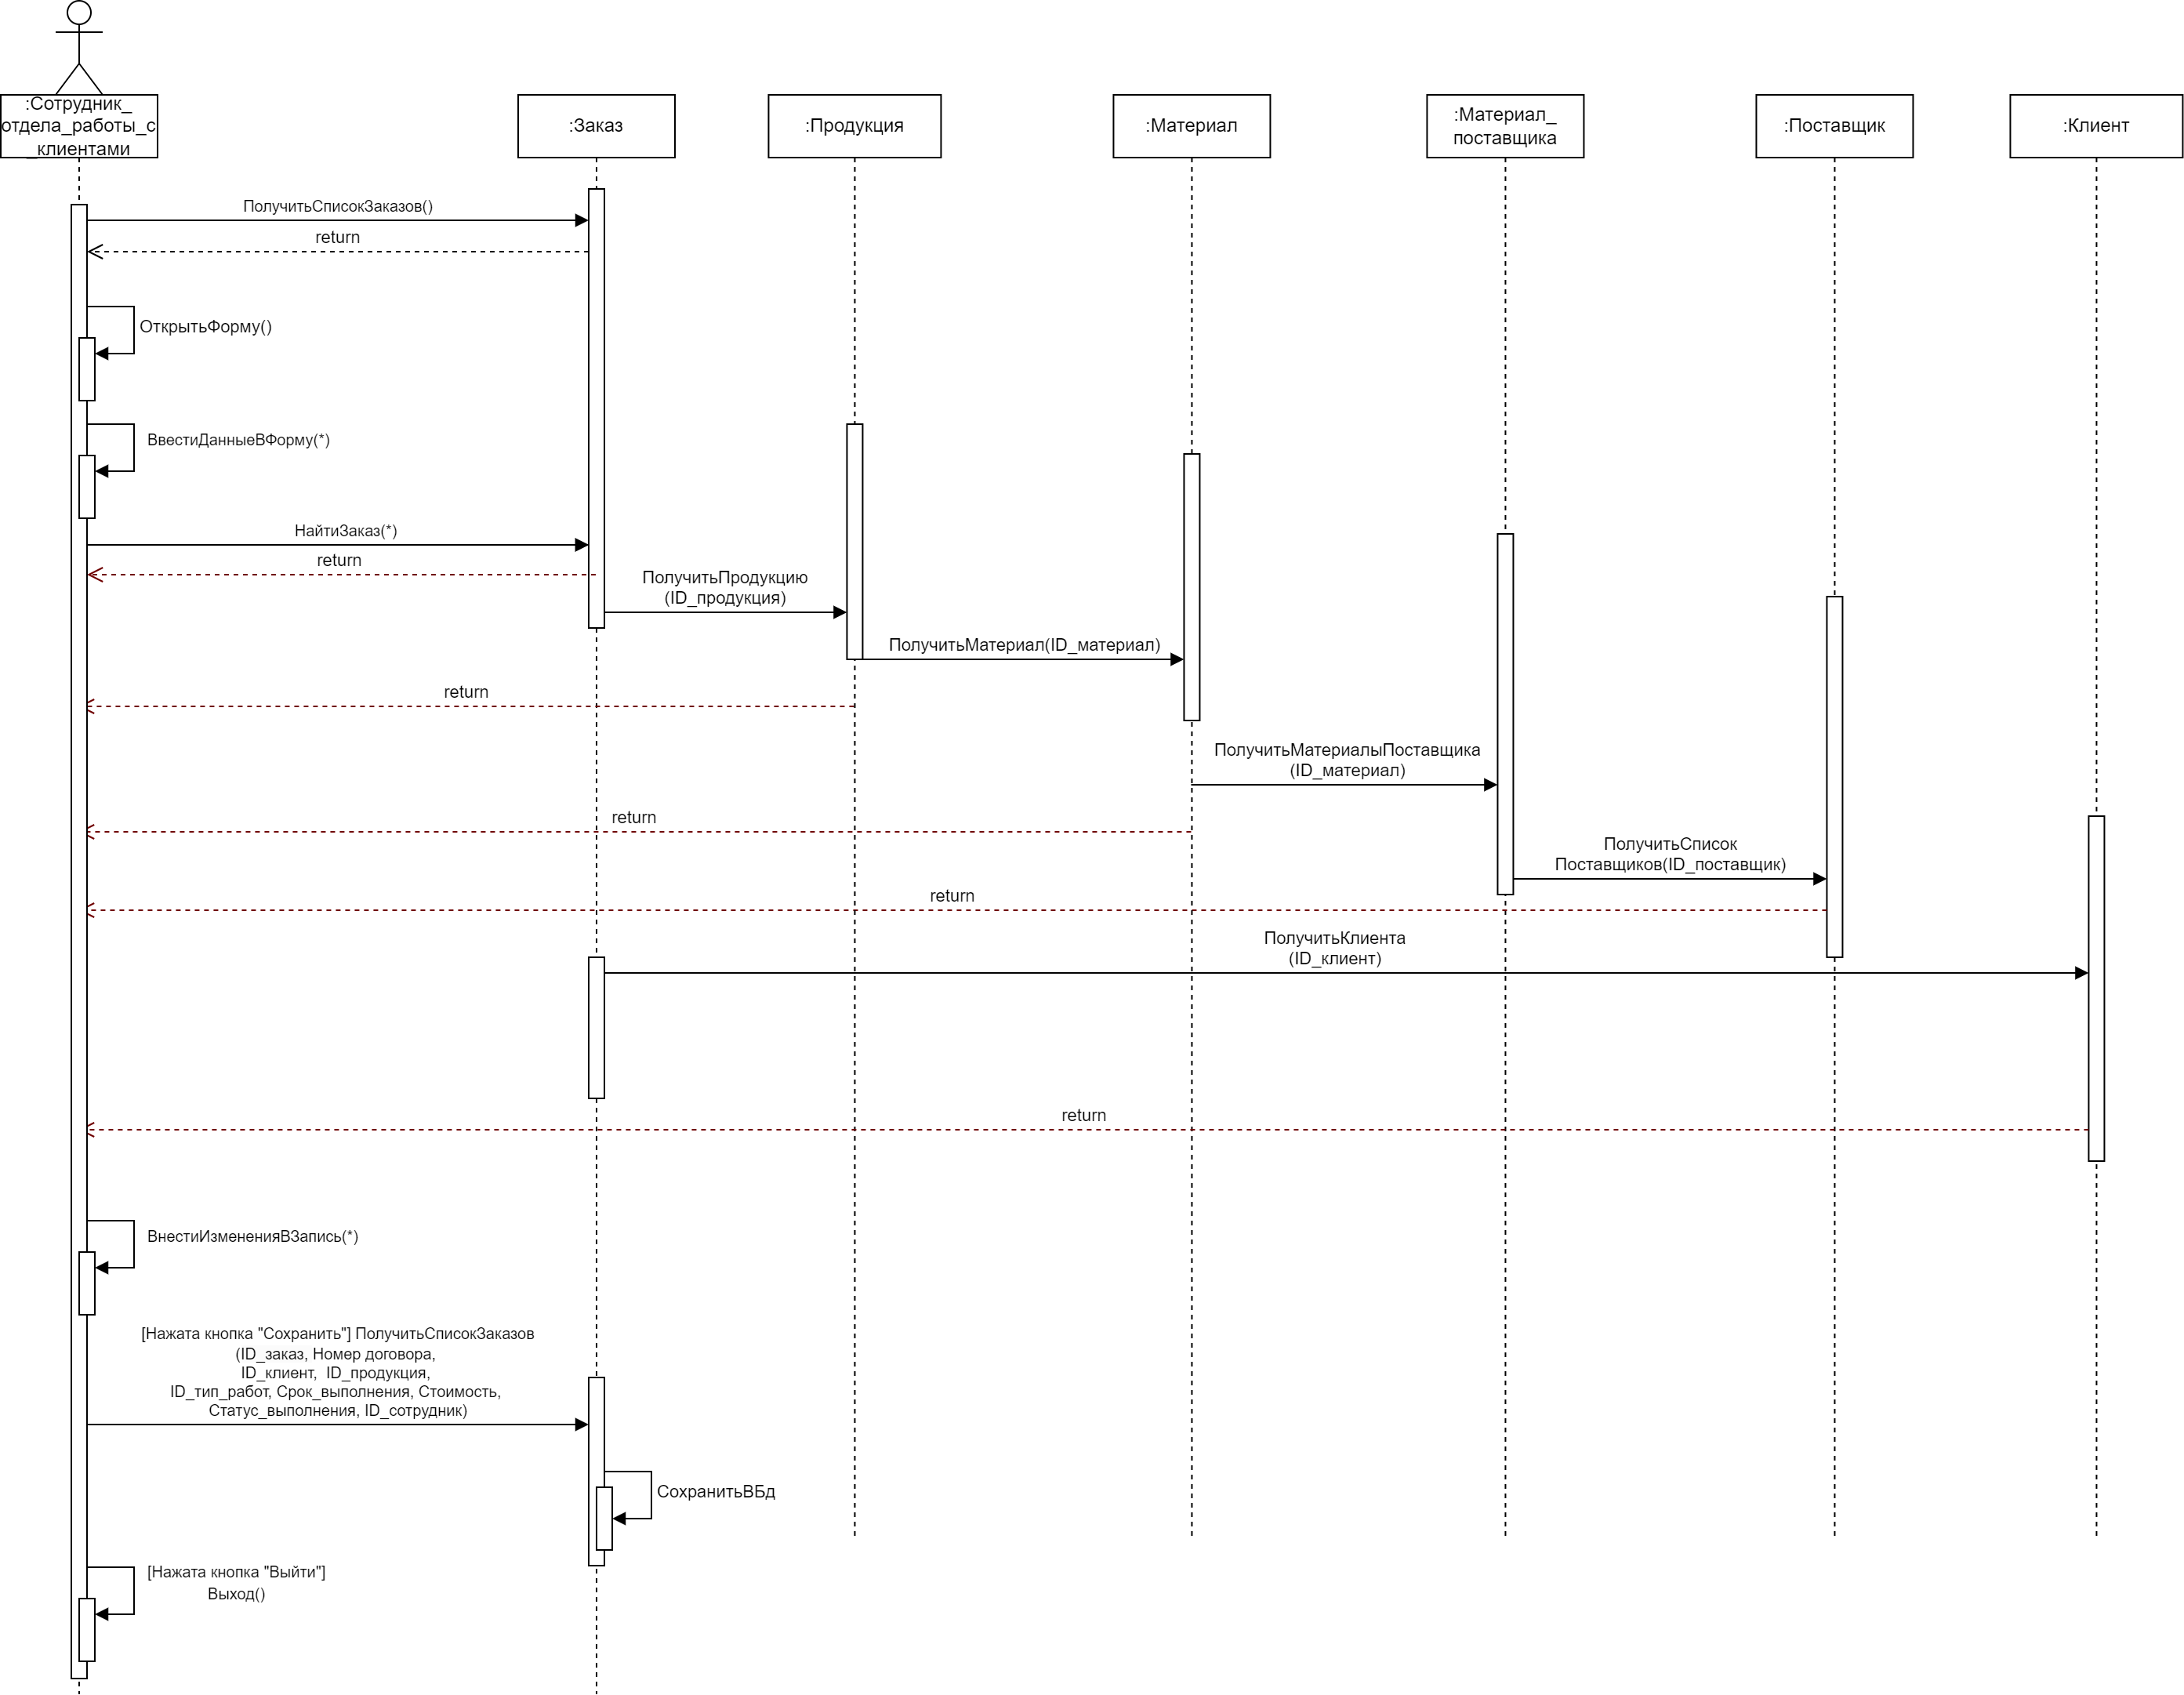 :Сотрудник_
отдела_работы_с
_клиентами
:Заказ
:Продукция
:Материал
:Материал_
поставщика
:Поставщик
:Клиент
ПолучитьСписокЗаказов()
return
ОткрытьФорму()
ВвестиДанныеВФорму(*)
НайтиЗаказ(*)
return
ПолучитьПродукцию
(ID_продукция)
ПолучитьМатериал(ID_материал)
return
ПолучитьМатериалыПоставщика
(ID_материал)
return
ПолучитьСписок
Поставщиков(ID_поставщик)
return
ПолучитьКлиента
(ID_клиент)
return
ВнестиИзмененияВЗапись(*)
[Нажата кнопка "Сохранить"] ПолучитьСписокЗаказов
(ID_заказ, Номер договора,
ID_клиент, ID_продукция,
ID_тип_работ, Срок_выполнения, Стоимость,
Статус_выполнения, ID_сотрудник)
СохранитьВБд
[Нажата кнопка "Выйти"]
Выход()